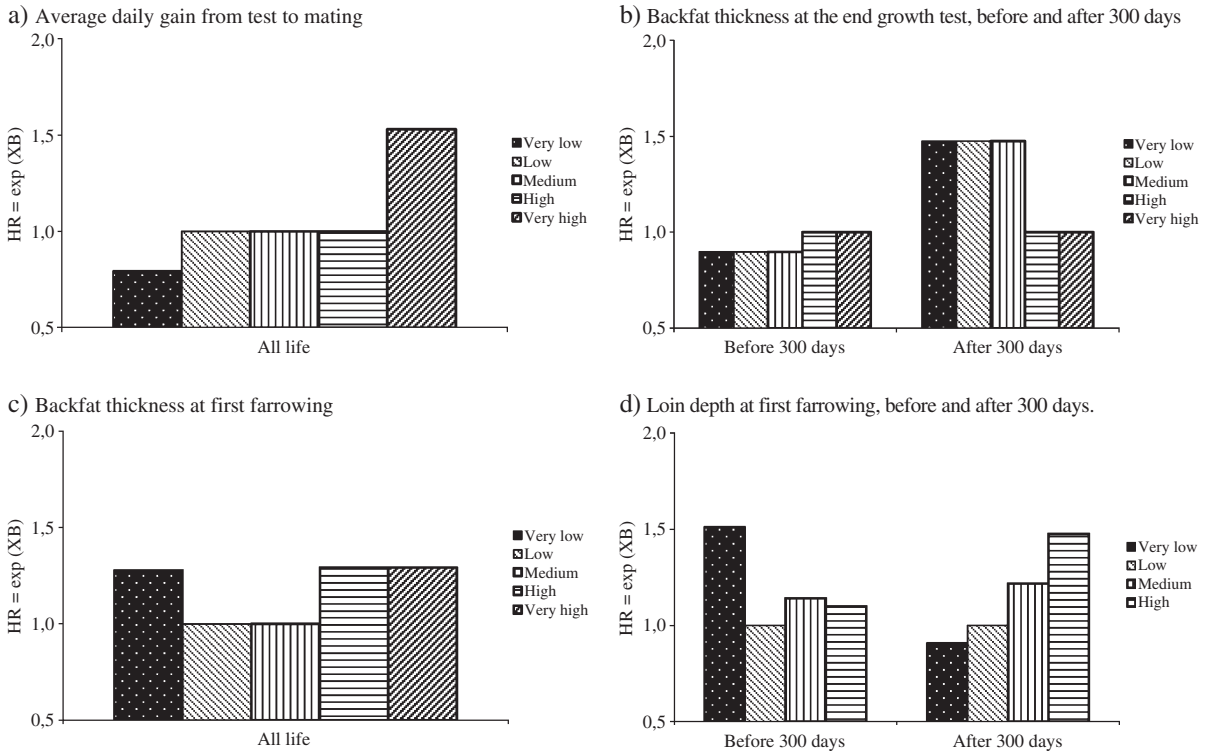 a) Average daily gain from test to mating
2,0
1,5
1,0
0,5
HR = exp (XB)
All life
Very low
Low
Medium
High
Very high
b) Backfat thickness at the end growth test, before and after 300 days
2,0
1,5
1,0
0,5
HR = exp (XB)
Before 300 days
After 300 days
Very low
Low
Medium
High
Very high
c) Backfat thickness at first farrowing
2,0
1,5
1,0
0,5
HR = exp (XB)
All life
Very low
Low
Medium
High
Very high
d) Loin depth at first farrowing, before and after 300 days.
2,0
1,5
1,0
0,5
HR = exp (XB)
Before 300 days
After 300 days
Very low
Low
Medium
High